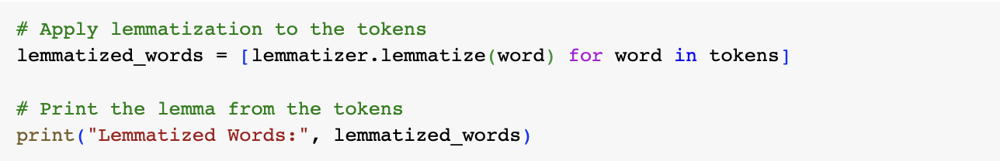 # Apply lemmatization to the tokens
lemmatized_words = [lemmatizer.lemmatize(word) for word in tokens]
# Print the lemma from the tokens
print("Lemmatized Words:", lemmatized_words)